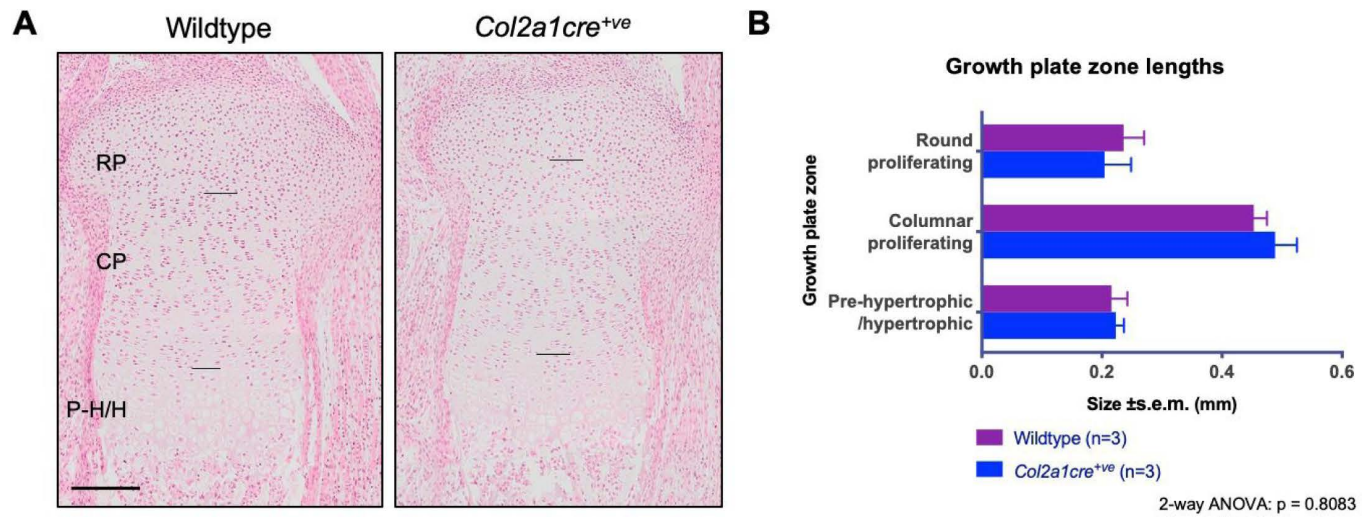 A
Wildtype
Col2a1cre+ve
RP
CP
P-H/H
B
Growth plate zone lengths
Growth plate zone
Round
proliferating
Columnar
proliferating
Pre-hypertrophic
/hypertrophic
0.0
0.2
0.4
0.6
Size ±s.e.m. (mm)
Wildtype (n=3)
Col2a1cre+ve (n=3)
2-way ANOVA: p = 0.8083